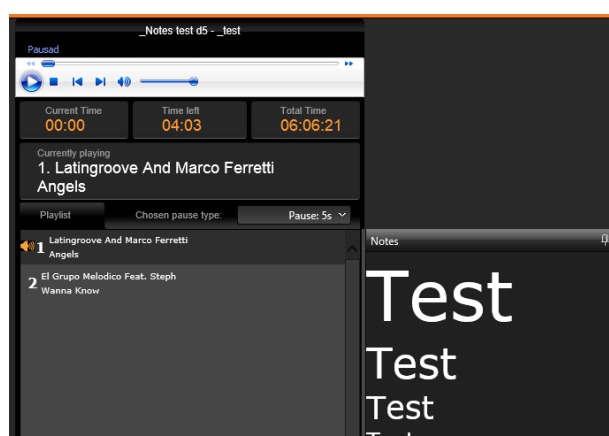 _Notes test d5 - _test
Pausad
Current Time
00:00
Time left
04:03
Total Time
06:06:21
Currently playing
1. Latingroove And Marco Ferretti
Angels
Playlist
Chosen pause type:
Pause: 5s
1 Latingroove And Marco Ferretti
Angels
2 El Grupo Melodico Feat. Steph
Wanna Know
Notes
Test
Test
Test